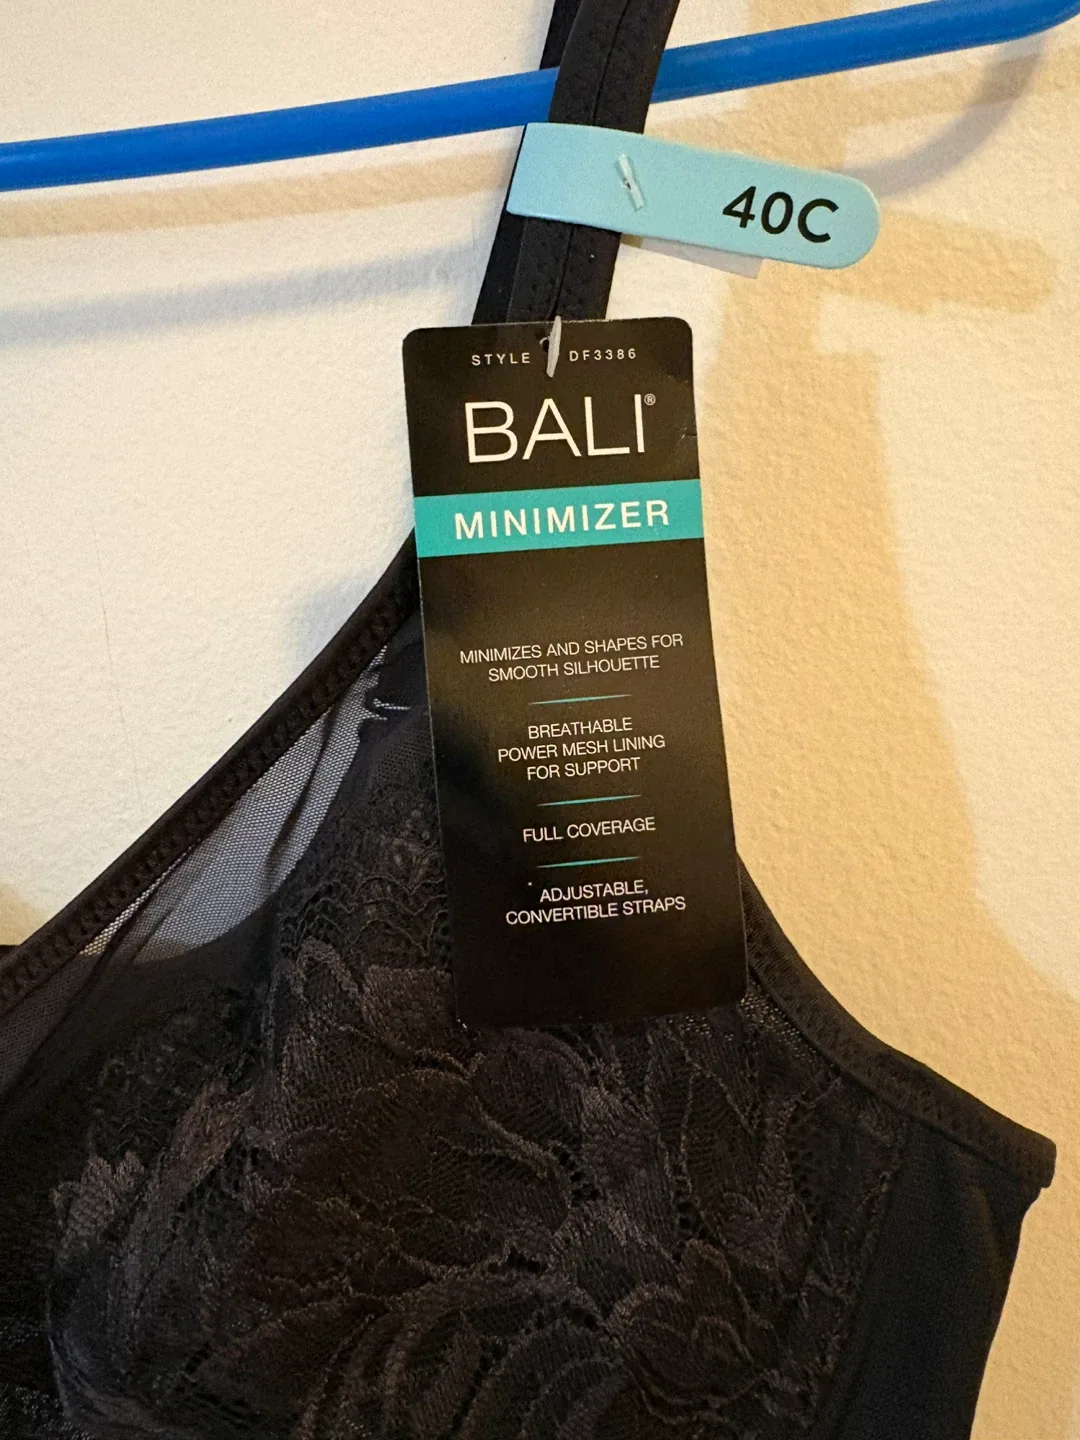 40C
STYLE DF3386
BALI®
MINIMIZER
MINIMIZES AND SHAPES FOR
SMOOTH SILHOUETTE
BREATHABLE
POWER MESH LINING
FOR SUPPORT
FULL COVERAGE
ADJUSTABLE,
CONVERTIBLE STRAPS